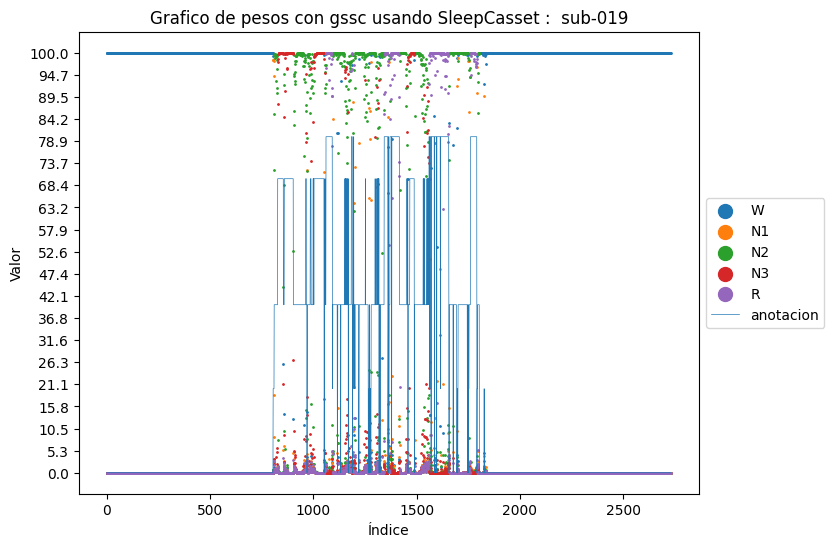 Grafico de pesos con gssc usando SleepCasset :  sub-019
Valor
100.0
94.7
89.5
84.2
78.9
73.7
68.4
63.2
57.9
52.6
47.4
42.1
36.8
31.6
26.3
21.1
15.8
10.5
5.3
0.0
0 500 1000 1500 2000 2500
Índice
W
N1
N2
N3
R
anotacion